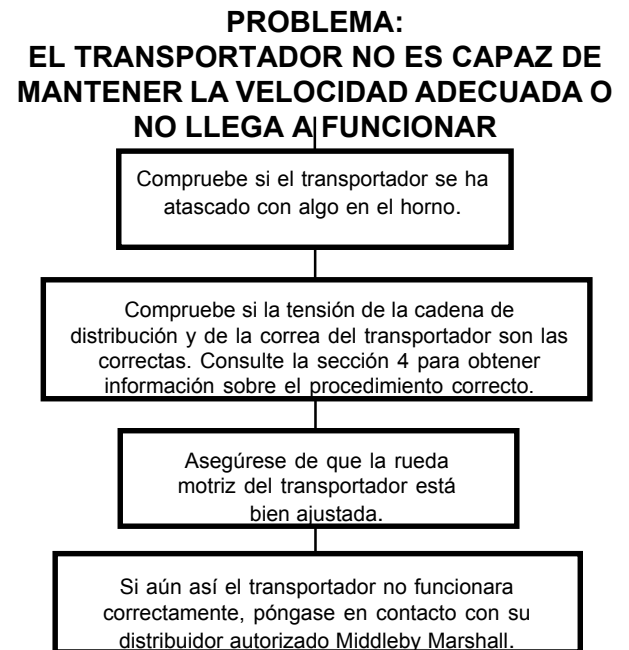 PROBLEMA:
EL TRANSPORTADOR NO ES CAPAZ DE
MANTENER LA VELOCIDAD ADECUADA O
NO LLEGA A FUNCIONAR
Compruebe si el transportador se ha
atascado con algo en el horno.
Compruebe si la tensión de la cadena de
distribución y de la correa del transportador son las
correctas. Consulte la sección 4 para obtener
información sobre el procedimiento correcto.
Asegúrese de que la rueda
motriz del transportador está
bien ajustada.
Si aún así el transportador no funcionara
correctamente, póngase en contacto con su
distribuidor autorizado Middleby Marshall.